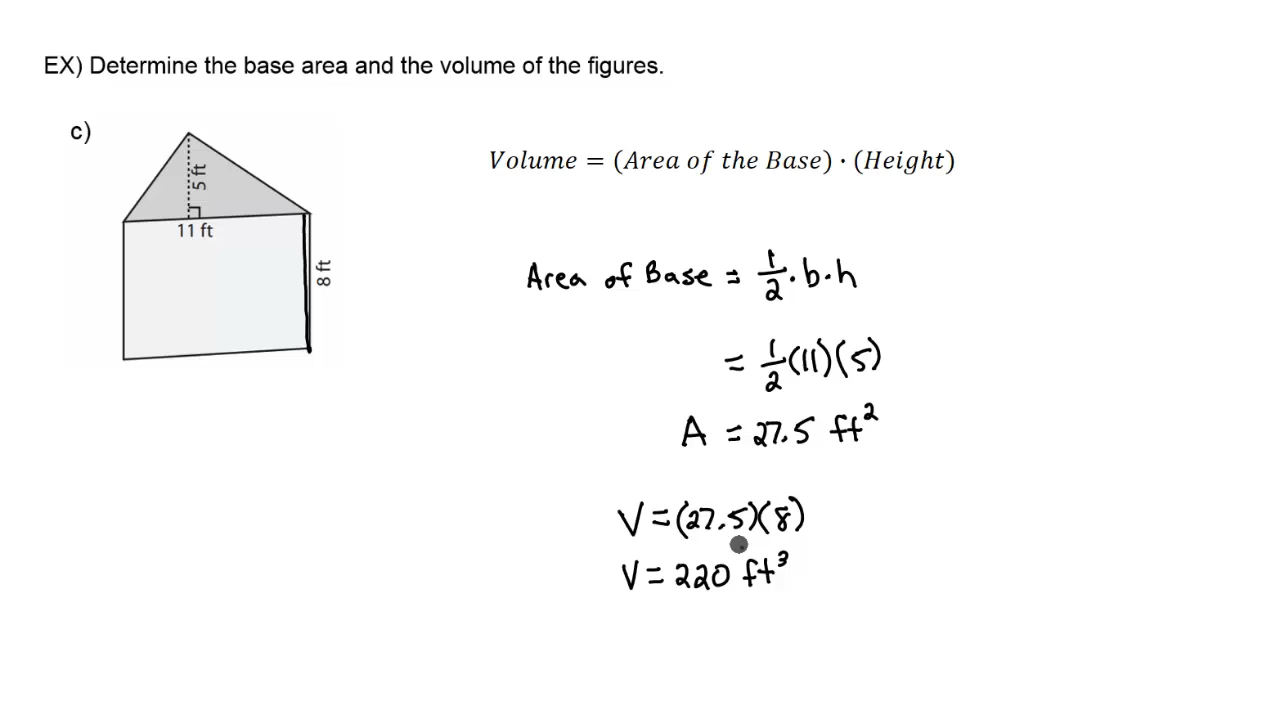 EX) Determine the base area and the volume of the figures.
c)
5 ft
11 ft
8 ft
Volume = (Area of the Base) · (Height)
Area of Base = 1/2 · b · h
= 1/2 (11)(5)
A = 27.5 ft²
V = (27.5)(8)
V = 220 ft³